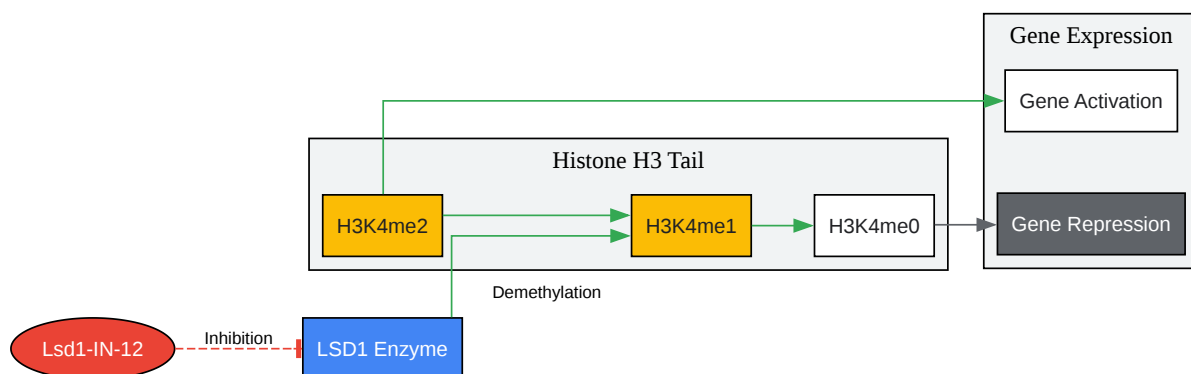 Gene Expression
Gene Activation
Histone H3 Tail
H3K4me2
H3K4me1
H3K4me0
Gene Repression
Demethylation
Lsd1-IN-12
Inhibition
LSD1 Enzyme